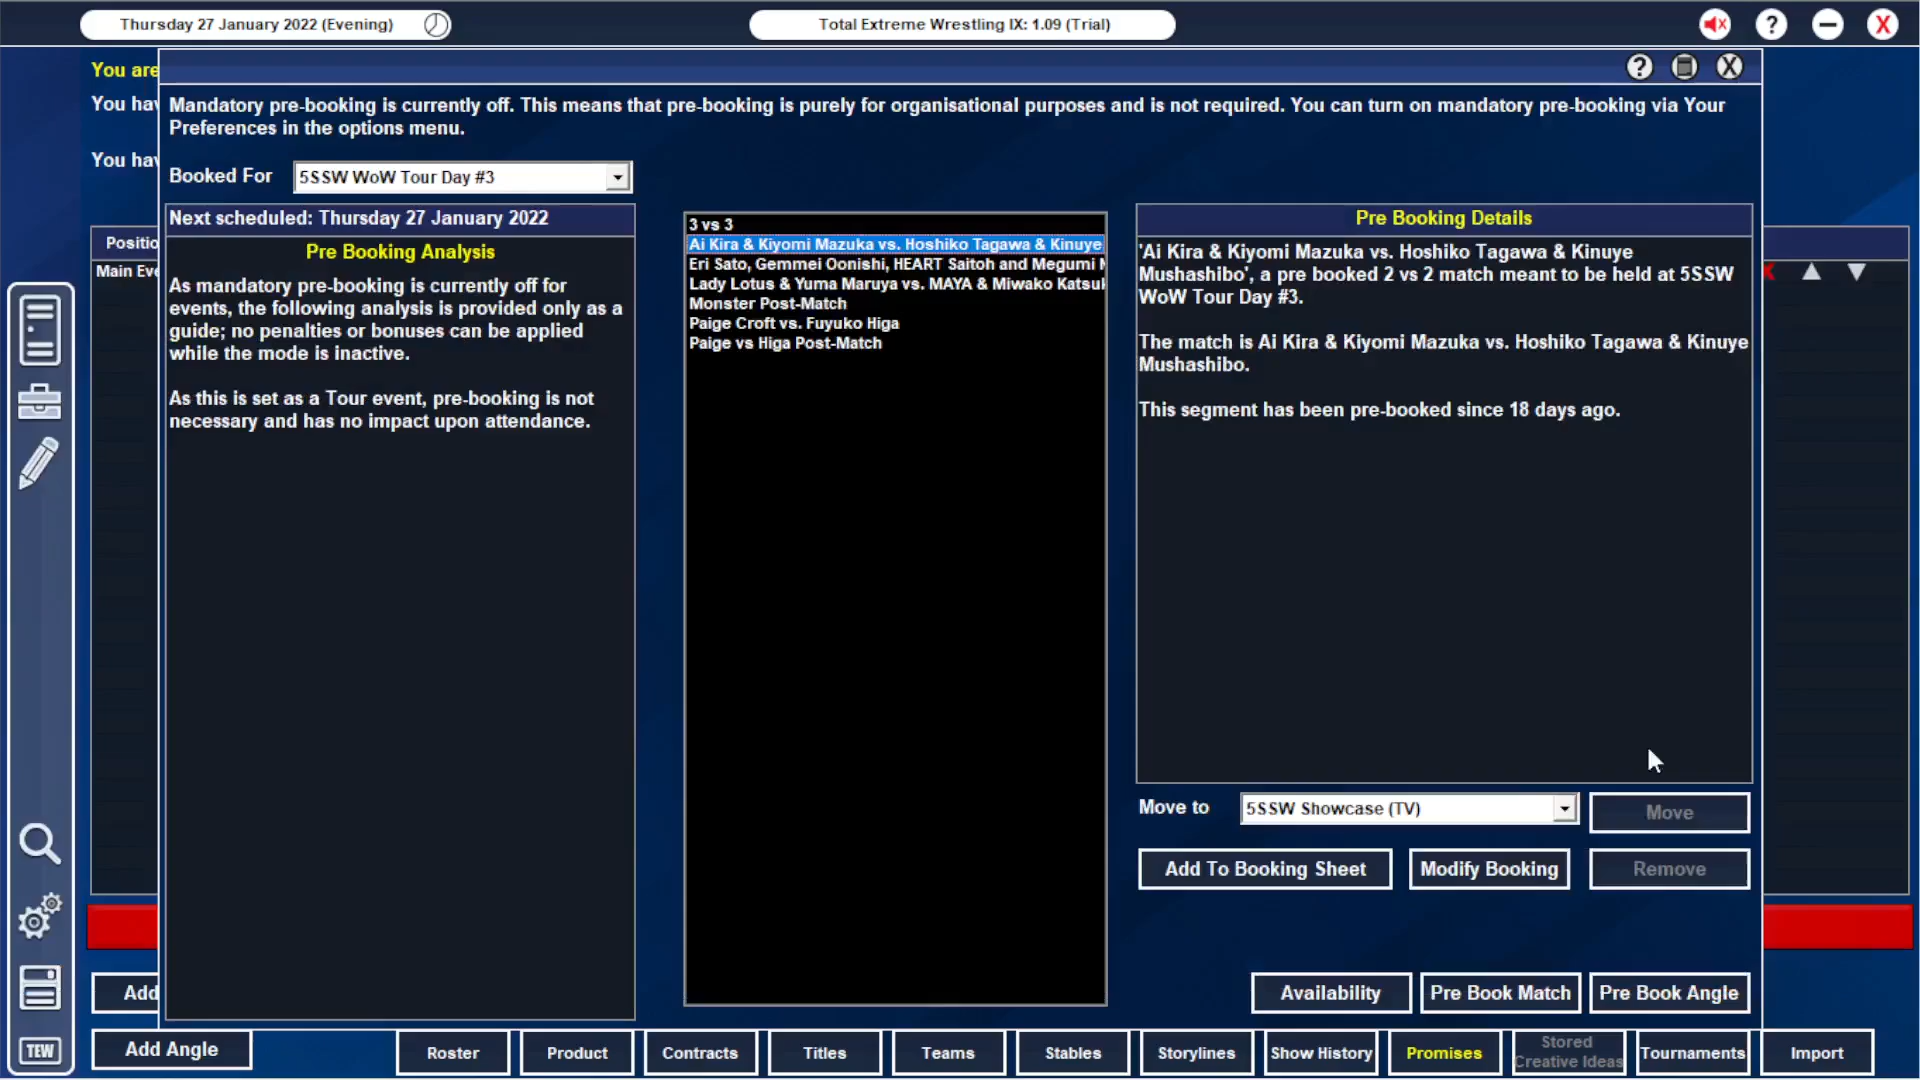 Thursday 27 January 2022 (Evening)
Total Extreme Wrestling IX: 1.09 (Trial)
You are
You hav
You hav
Mandatory pre-booking is currently off. This means that pre-booking is purely for organisational purposes and is not required. You can turn on mandatory pre-booking via Your
Preferences in the options menu.
Booked For
5SSW WoW Tour Day #3
Next scheduled: Thursday 27 January 2022
Pre Booking Analysis
As mandatory pre-booking is currently off for
events, the following analysis is provided only as a
guide; no penalties or bonuses can be applied
while the mode is inactive.
As this is set as a Tour event, pre-booking is not
necessary and has no impact upon attendance.
Positio
Main Eve
3 vs 3
Ai Kira & Kiyomi Mazuka vs. Hoshiko Tagawa & Kinuye
Eri Sato, Gemmei Oonishi, HEART Saitoh and Megumi
Lady Lotus & Yuma Maruya vs. MAYA & Miwako Katsuk
Monster Post-Match
Paige Croft vs. Fuyuko Higa
Paige vs Higa Post-Match
Pre Booking Details
'Ai Kira & Kiyomi Mazuka vs. Hoshiko Tagawa & Kinuye
Mushashibo', a pre booked 2 vs 2 match meant to be held at 5SSW
WoW Tour Day #3.
The match is Ai Kira & Kiyomi Mazuka vs. Hoshiko Tagawa & Kinuye
Mushashibo.
This segment has been pre-booked since 18 days ago.
Move to
5SSW Showcase (TV)
Move
Add To Booking Sheet
Modify Booking
Remove
Availability
Pre Book Match
Pre Book Angle
Add
Add Angle
TEW
Roster
Product
Contracts
Titles
Teams
Stables
Storylines
Show History
Promises
Stored
Creative Ideas
Tournaments
Import